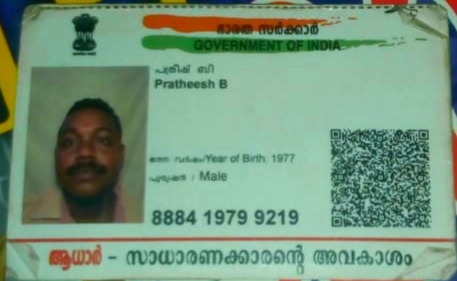 ഭാരത സർക്കാർ
GOVERNMENT OF INDIA
പ്രതീഷ് ബി
Pratheesh B
ജനന വർഷം/Year of Birth: 1977
പുരുഷൻ / Male
8884 1979 9219
ആധാർ – സാധാരണക്കാരന്റെ അവകാശം